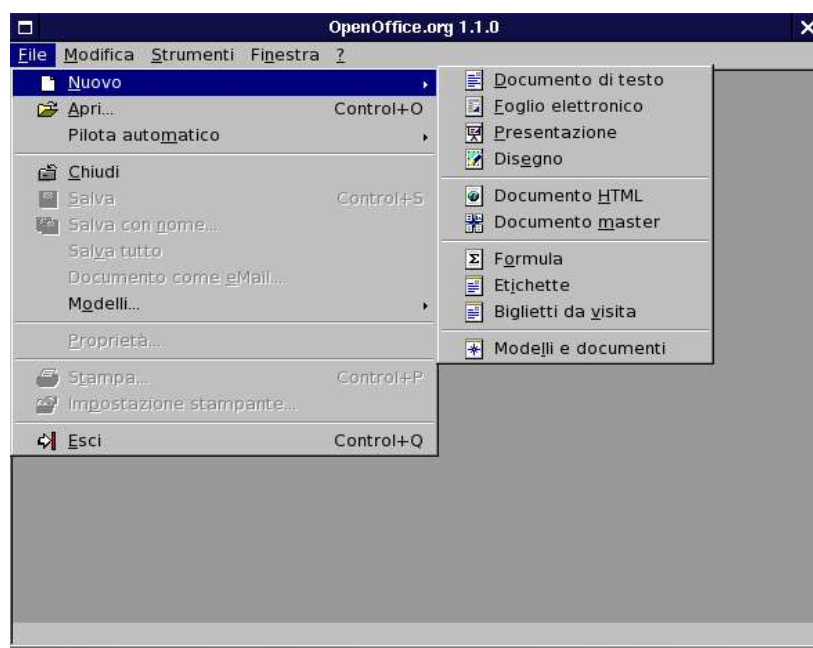 OpenOffice.org 1.1.0
File Modifica Strumenti Finestra ?
Nuovo
Apri... Control+O
Pilota automatico
Chiudi
Salva Control+S
Salva con nome...
Salva tutto
Documento come eMail...
Modelli...
Proprietà...
Stampa... Control+P
Impostazione stampante...
Esci Control+Q
Documento di testo
Foglio elettronico
Presentazione
Disegno
Documento HTML
Documento master
Formula
Etichette
Biglietti da visita
Modelli e documenti